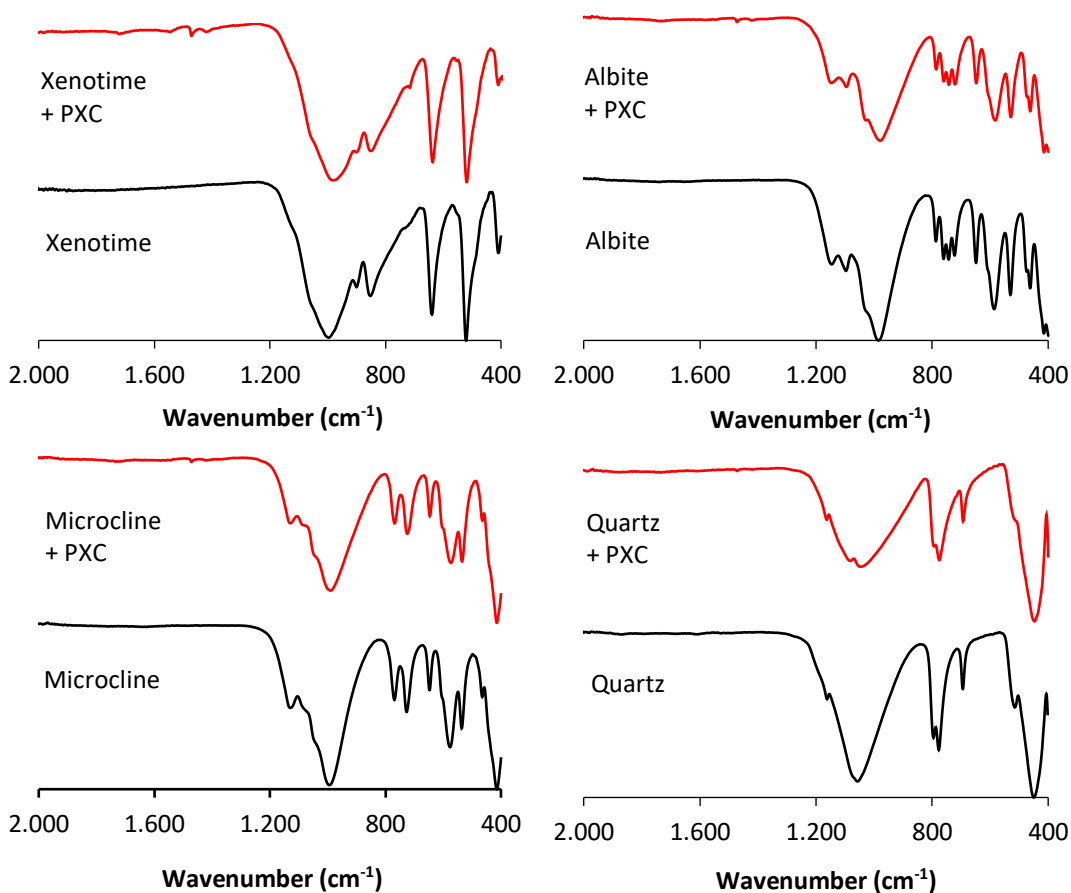 Xenotime
+ PXC
Xenotime
2.000 1.600 1.200 800 400
Wavenumber (cm⁻¹)
Albite
+ PXC
Albite
2.000 1.600 1.200 800 400
Wavenumber (cm⁻¹)
Microcline
+ PXC
Microcline
2.000 1.600 1.200 800 400
Wavenumber (cm⁻¹)
Quartz
+ PXC
Quartz
2.000 1.600 1.200 800 400
Wavenumber (cm⁻¹)